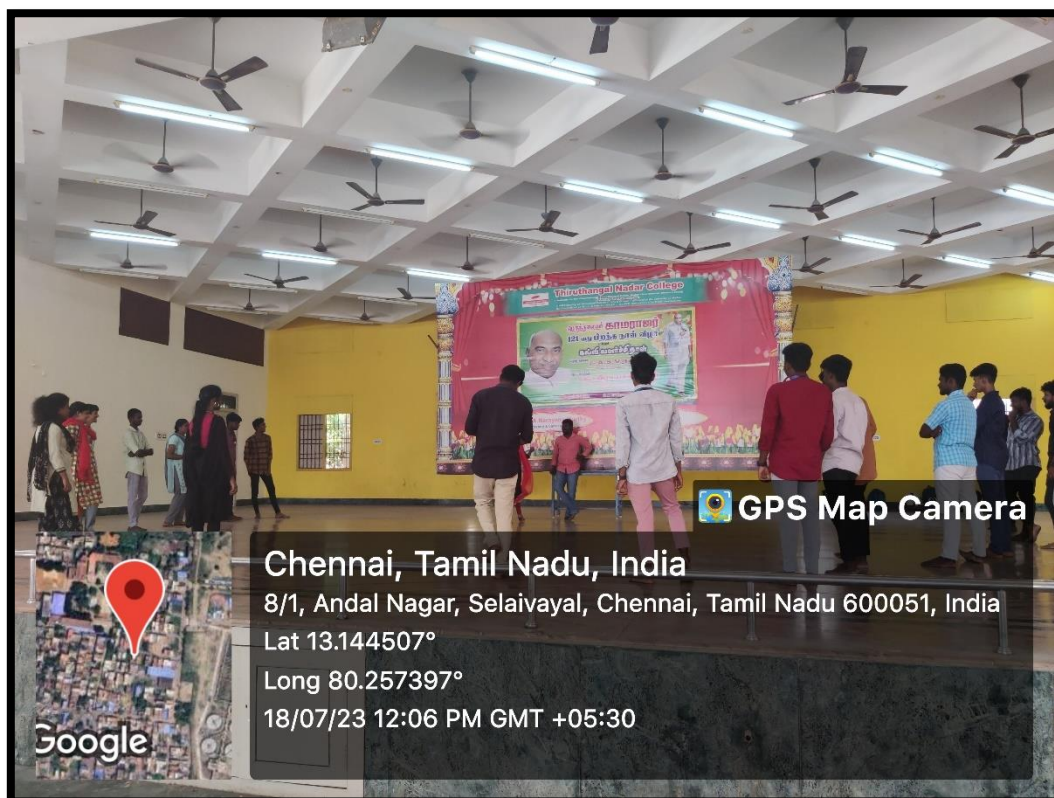 Thiruthangal Nadar College
காமராஜர்
GPS Map Camera
Chennai, Tamil Nadu, India
8/1, Andal Nagar, Selaivayal, Chennai, Tamil Nadu 600051, India
Lat 13.144507°
Long 80.257397°
18/07/23 12:06 PM GMT +05:30
Google